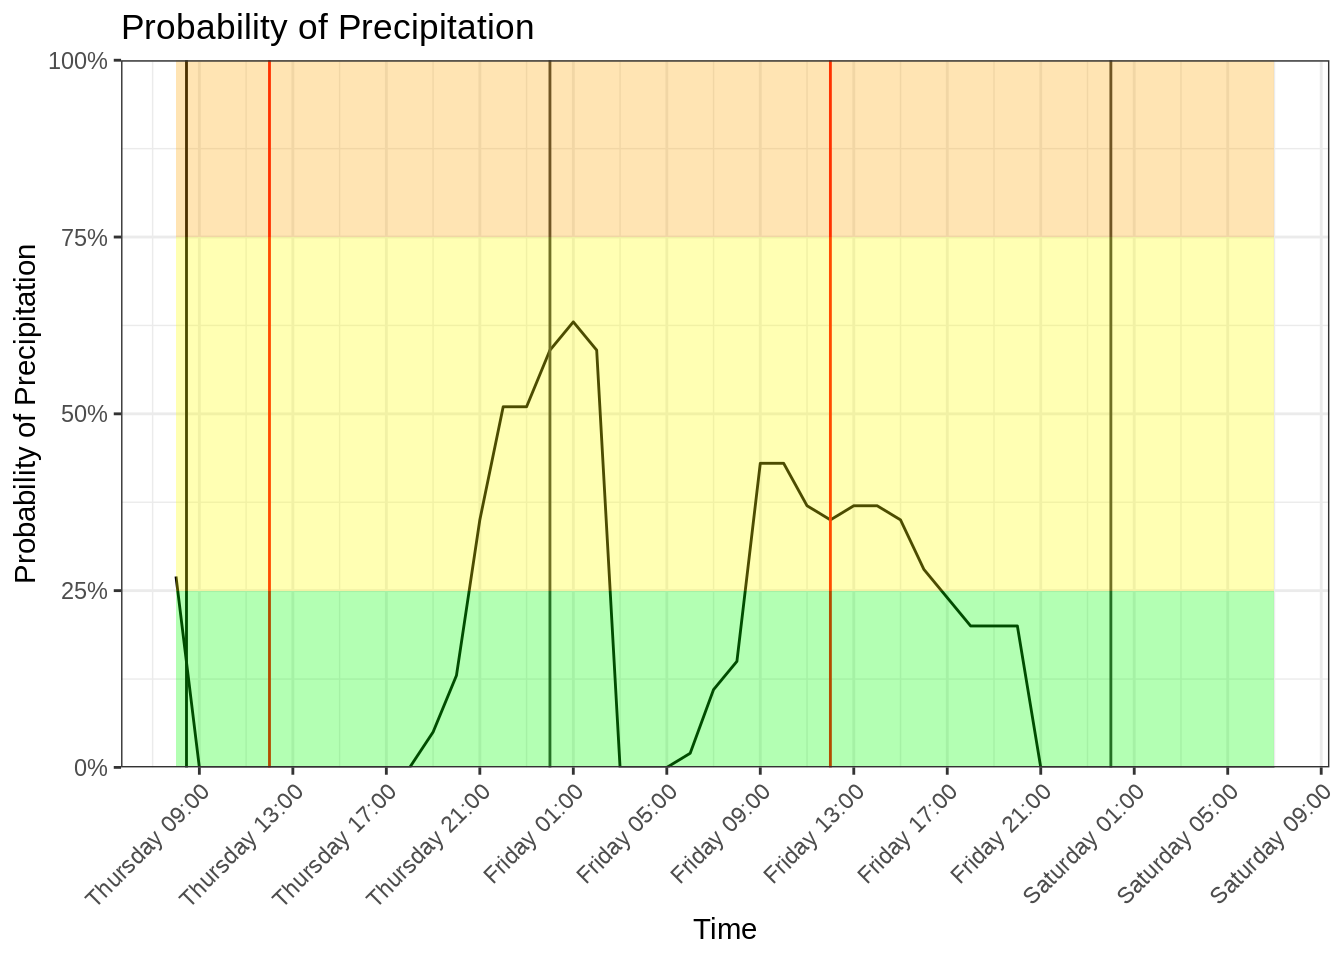 Probability of Precipitation
Probability of Precipitation
100%
75%
50%
25%
0%
Thursday 09:00
Thursday 13:00
Thursday 17:00
Thursday 21:00
Friday 01:00
Friday 05:00
Friday 09:00
Friday 13:00
Friday 17:00
Friday 21:00
Saturday 01:00
Saturday 05:00
Saturday 09:00
Time